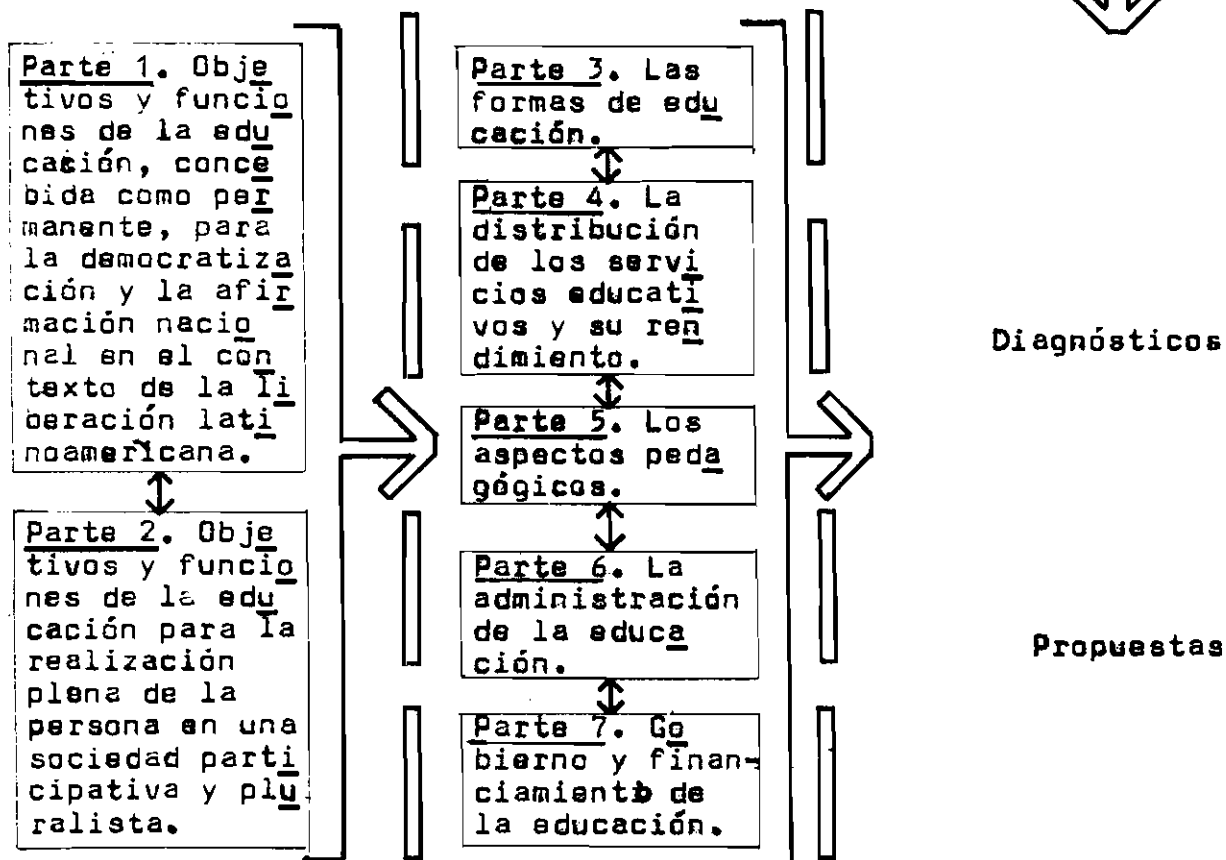 Parte 1. Obje
tivos y funcio
nes de la edu
cación, conce
bida como per
manente, para
la democratiza
ción y la afir
mación nacio
nal en el con
texto de la li
beración lati
noamericana.
Parte 2. Obje
tivos y funcio
nes de la edu
cación para la
realización
plena de la
persona en una
sociedad parti
cipativa y plu
ralista.
Parte 3. Las
formas de edu
cación.
Parte 4. La
distribución
de los servi
cios educati
vos y su ren
dimiento.
Parte 5. Los
aspectos peda
gógicos.
Parte 6. La
administración
de la educa
ción.
Parte 7. Go
bierno y finan-
ciamiento de
la educación.
Diagnósticos
Propuestas